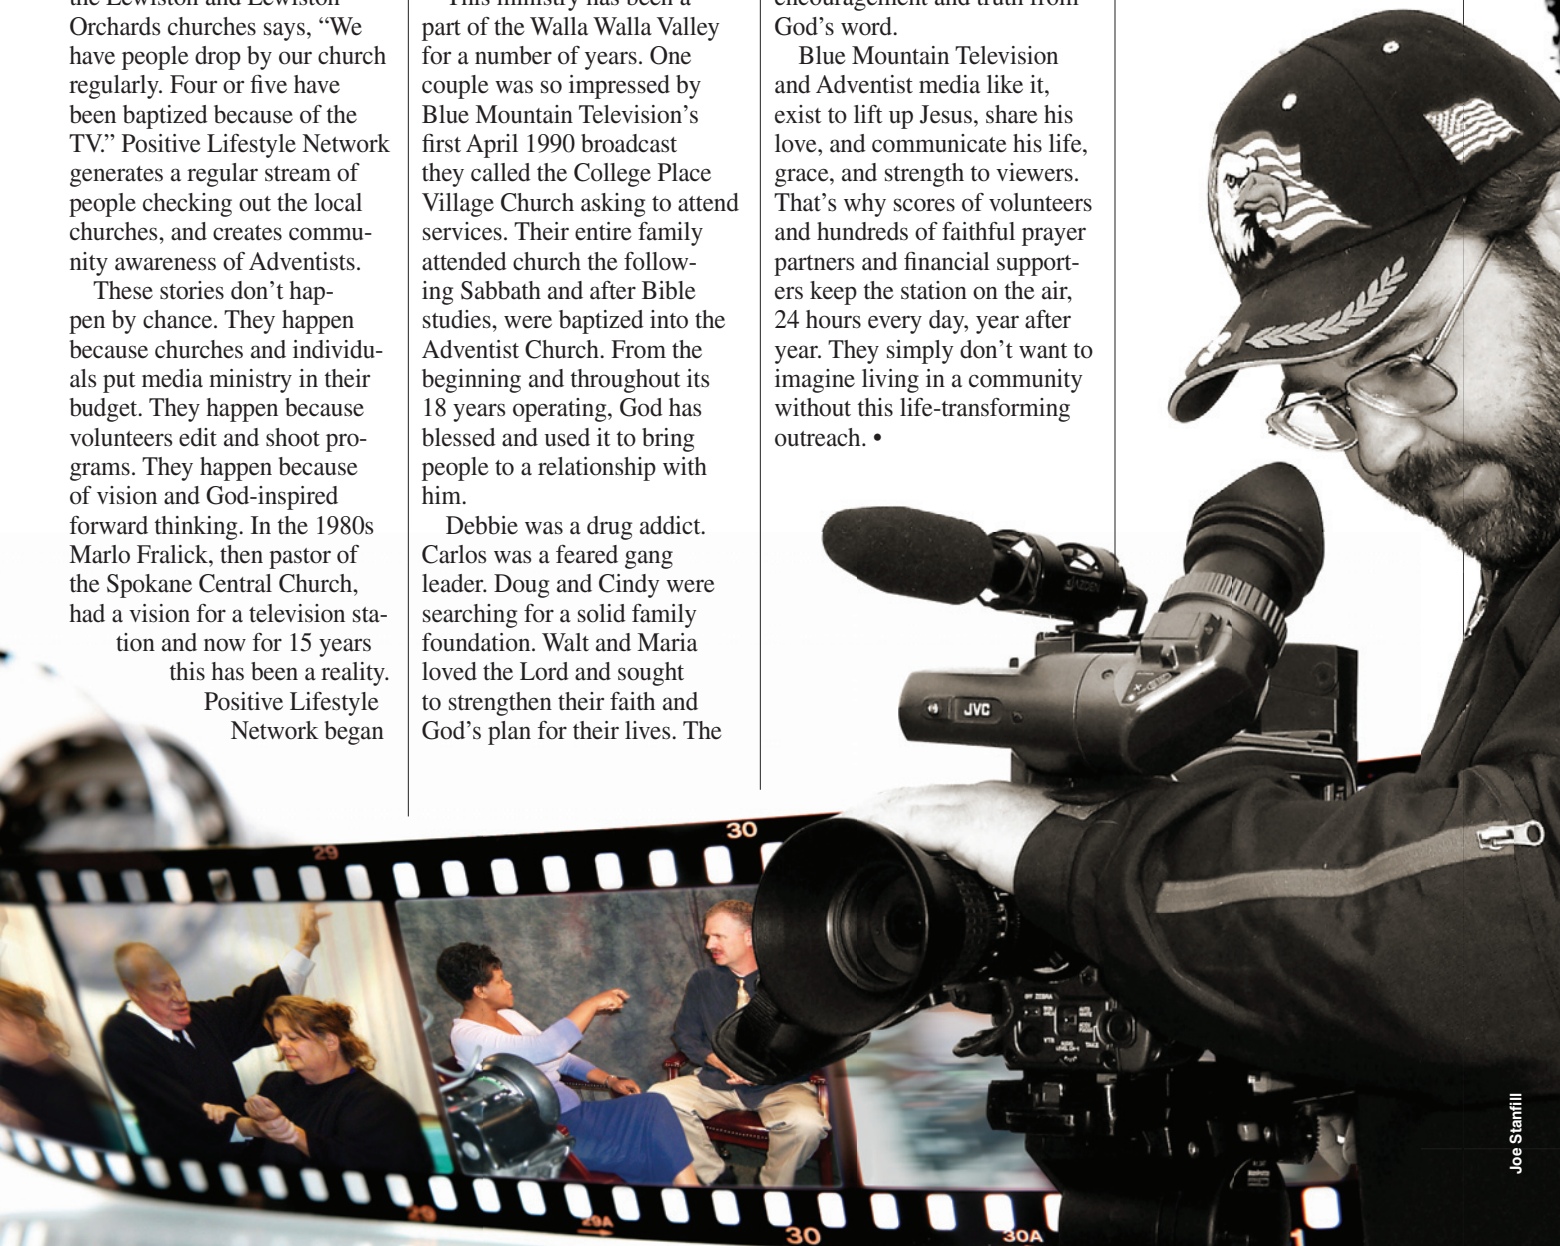 the Lewiston and Lewiston
Orchards churches says, “We
have people drop by our church
regularly. Four or five have
been baptized because of the
TV.” Positive Lifestyle Network
generates a regular stream of
people checking out the local
churches, and creates commu-
nity awareness of Adventists.
These stories don’t hap-
pen by chance. They happen
because churches and individu-
als put media ministry in their
budget. They happen because
volunteers edit and shoot pro-
grams. They happen because
of vision and God-inspired
forward thinking. In the 1980s
Marlo Fralick, then pastor of
the Spokane Central Church,
had a vision for a television sta-
tion and now for 15 years
this has been a reality.
Positive Lifestyle
Network began
This ministry has been a
part of the Walla Walla Valley
for a number of years. One
couple was so impressed by
Blue Mountain Television’s
first April 1990 broadcast
they called the College Place
Village Church asking to attend
services. Their entire family
attended church the follow-
ing Sabbath and after Bible
studies, were baptized into the
Adventist Church. From the
beginning and throughout its
18 years operating, God has
blessed and used it to bring
people to a relationship with
him.
Debbie was a drug addict.
Carlos was a feared gang
leader. Doug and Cindy were
searching for a solid family
foundation. Walt and Maria
loved the Lord and sought
to strengthen their faith and
God’s plan for their lives. The
encouragement and truth from
God’s word.
Blue Mountain Television
and Adventist media like it,
exist to lift up Jesus, share his
love, and communicate his life,
grace, and strength to viewers.
That’s why scores of volunteers
and hundreds of faithful prayer
partners and financial support-
ers keep the station on the air,
24 hours every day, year after
year. They simply don’t want to
imagine living in a community
without this life-transforming
outreach. •
AZDEN
JVC
29
30
ZEBRA
VTR
TAKE
29
29A
30
30A
1
Joe Stanfill